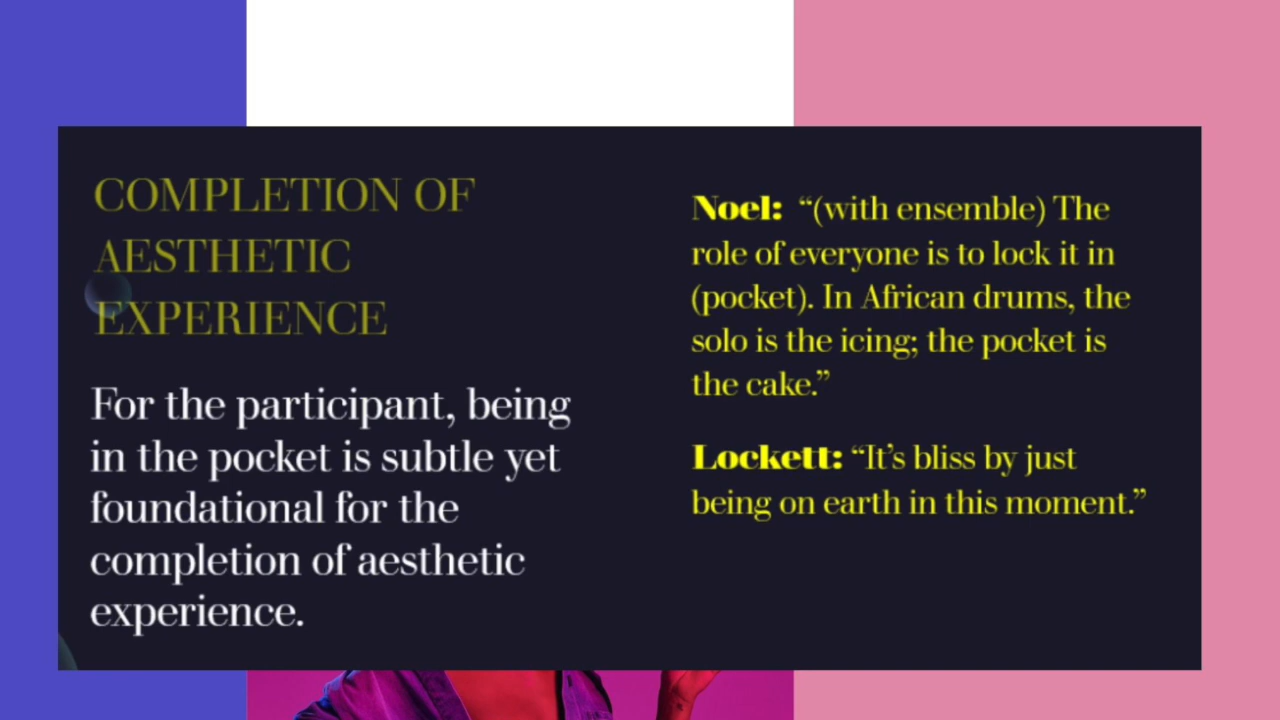 COMPLETION OF
AESTHETIC
EXPERIENCE
For the participant, being
in the pocket is subtle yet
foundational for the
completion of aesthetic
experience.
Noel: “(with ensemble) The
role of everyone is to lock it in
(pocket). In African drums, the
solo is the icing; the pocket is
the cake.”
Lockett: “It’s bliss by just
being on earth in this moment.”